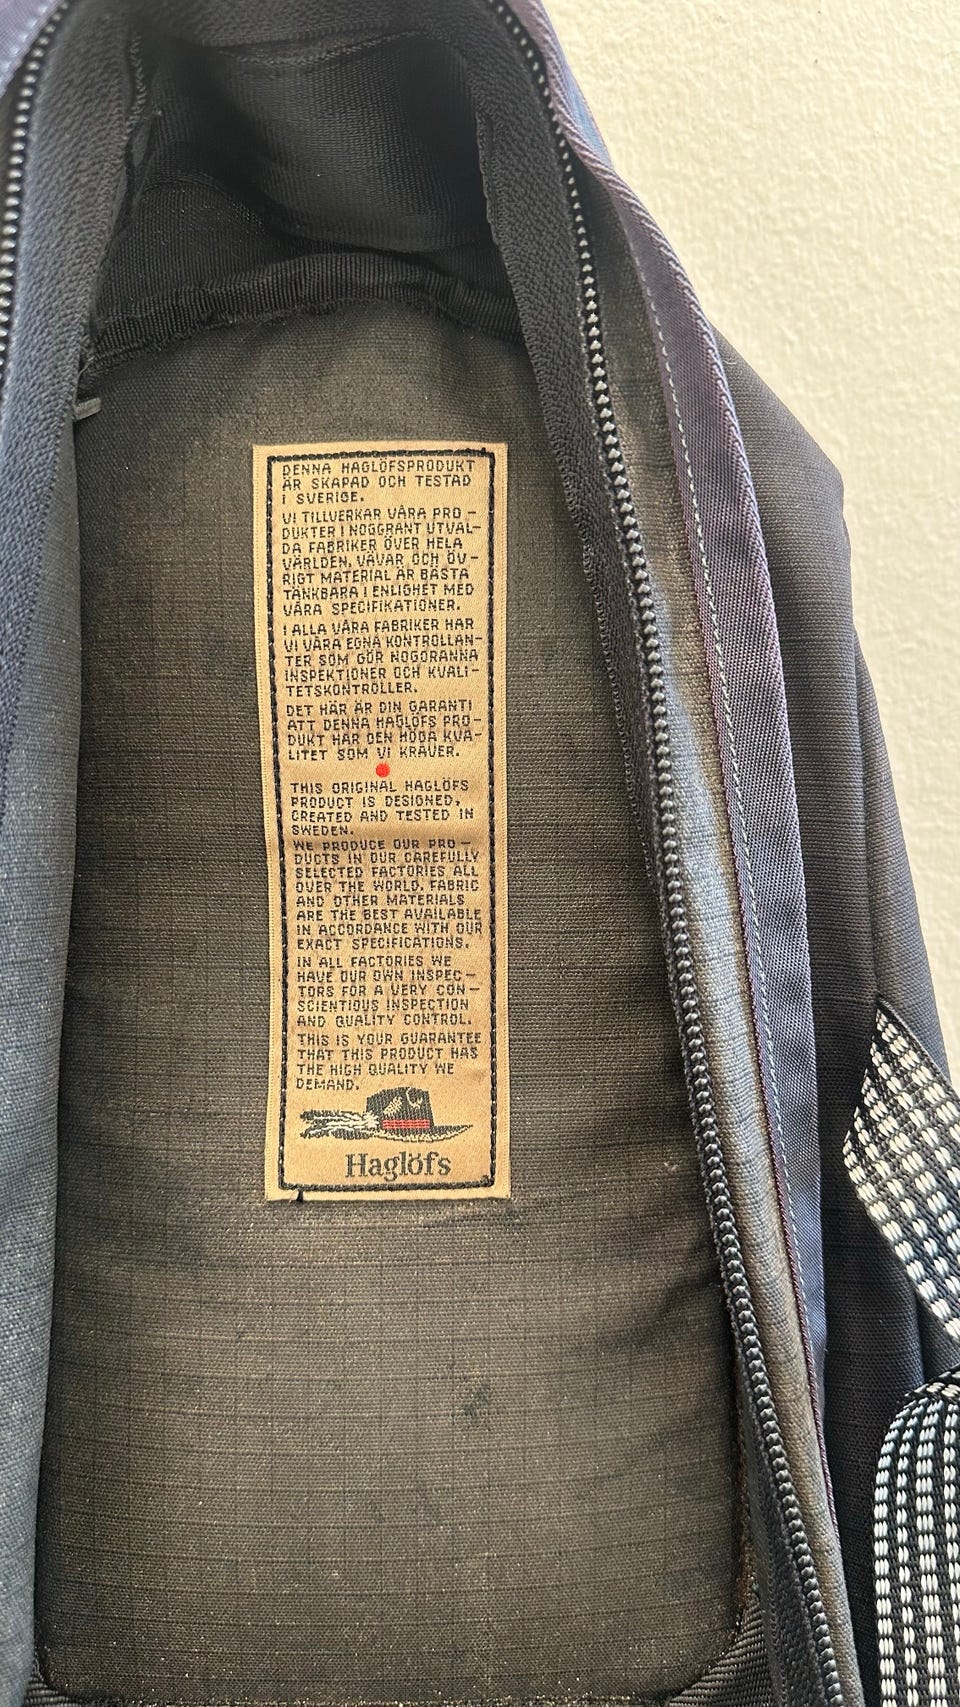 DENNA HAGLÖFSPRODUKT
ÄR SKAPAD OCH TESTAD
I SVERIGE.
VI TILLVERKAR VÅRA PRO-
DUKTER I NOGGRANT UTVAL-
DA FABRIKER ÖVER HELA
VÄRLDEN. VÄVAR OCH ÖV-
RIGT MATERIAL ÄR BÄSTA
TÄNKBARA I ENLIGHET MED
VÅRA SPECIFIKATIONER.
I ALLA VÅRA FABRIKER HAR
VI VÅRA EGNA KONTROLLAN-
TER SOM GÖR NOGGRANNA
INSPEKTIONER OCH KVALI-
TETSKONTROLLER.
DET HÄR ÄR DIN GARANTI
ATT DENNA HAGLÖFS PRO-
DUKT HAR DEN HÖGA KVA-
LITET SOM VI KRÄVER.
THIS ORIGINAL HAGLÖFS
PRODUCT IS DESIGNED,
CREATED AND TESTED IN
SWEDEN.
WE PRODUCE OUR PRO-
DUCTS IN OUR CAREFULLY
SELECTED FACTORIES ALL
OVER THE WORLD. FABRIC
AND OTHER MATERIALS
ARE THE BEST AVAILABLE
IN ACCORDANCE WITH OUR
EXACT SPECIFICATIONS.
IN ALL FACTORIES WE
HAVE OUR OWN INSPEC-
TORS FOR A VERY CON-
SCIENTIOUS INSPECTION
AND QUALITY CONTROL.
THIS IS YOUR GUARANTEE
THAT THIS PRODUCT HAS
THE HIGH QUALITY WE
DEMAND.
Haglöfs